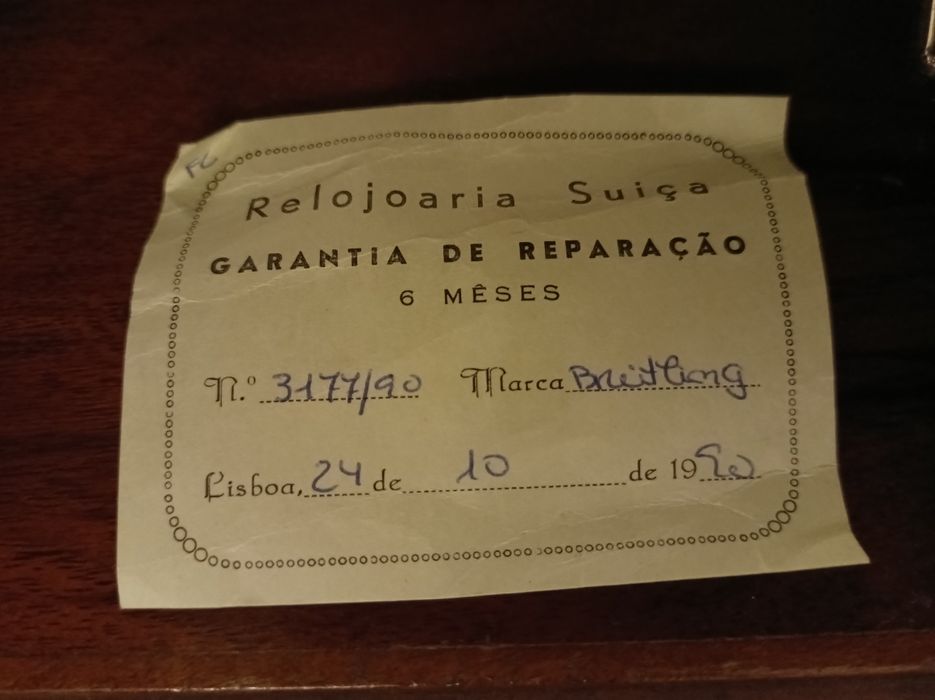 FC
Relojoaria Suiça
GARANTIA DE REPARAÇÃO
6 MÊSES
N.º 3177/90 Marca Breitling
Lisboa, 24 de 10 de 1990